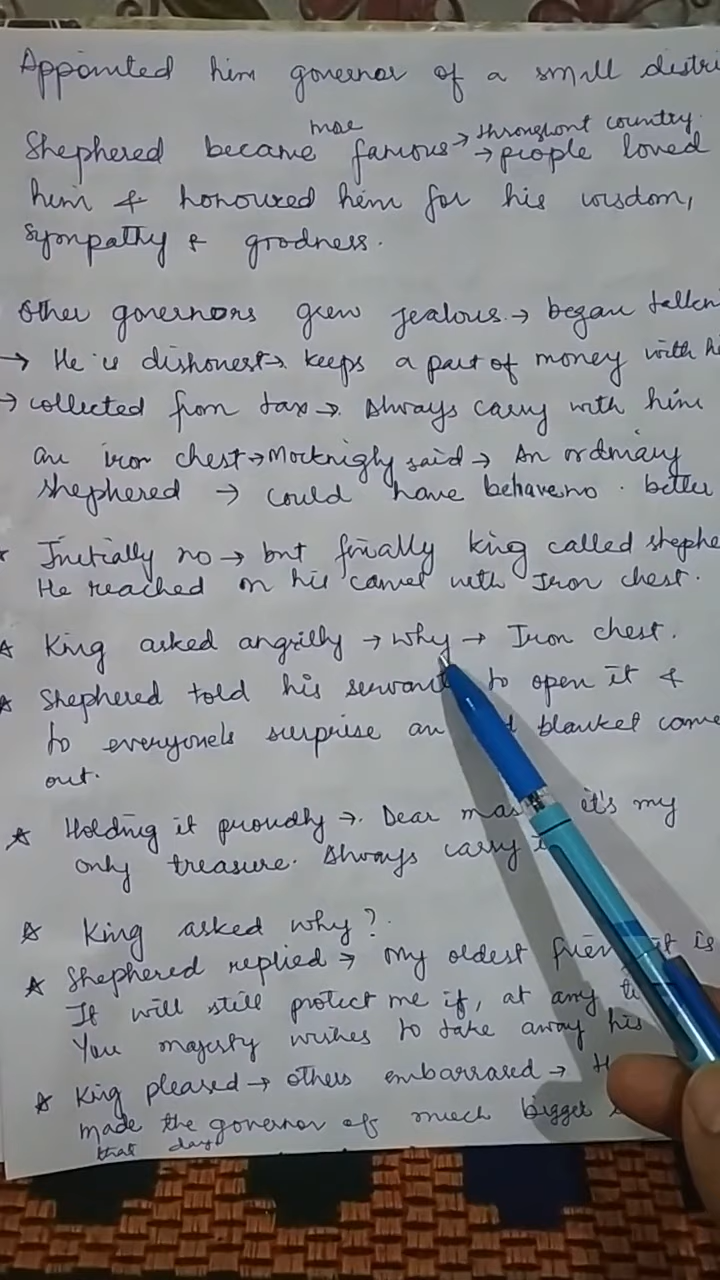 Appointed him governor of a small distri
more throughout country.
Shephered became famous → → people loved
him & honoured him for his wisdom,
Sympathy & goodness.
Other governors grew jealous → began
→ He is dishonest → keeps a part of money with h
→ collected from tax → Always carry with him
an iron chest → said → An ordinary
shephered → could have behave no better
Initially no → but finally king called shephe
He reached on his camel with Iron chest.
☆ King asked angrilly → why → Iron chest.
☆ Shephered told his servant to open it &
to everyone's surprise an blanket came
out.
☆ Holding it proudly → Dear mas it's my
only treasure. Always carry
☆ King asked why?
☆ Shephered replied → My oldest frien it is
It will still protect me if, at any ti
You majesty wishes to take away his
☆ King pleased → others embarrased → H
made the governor of much bigger
that day